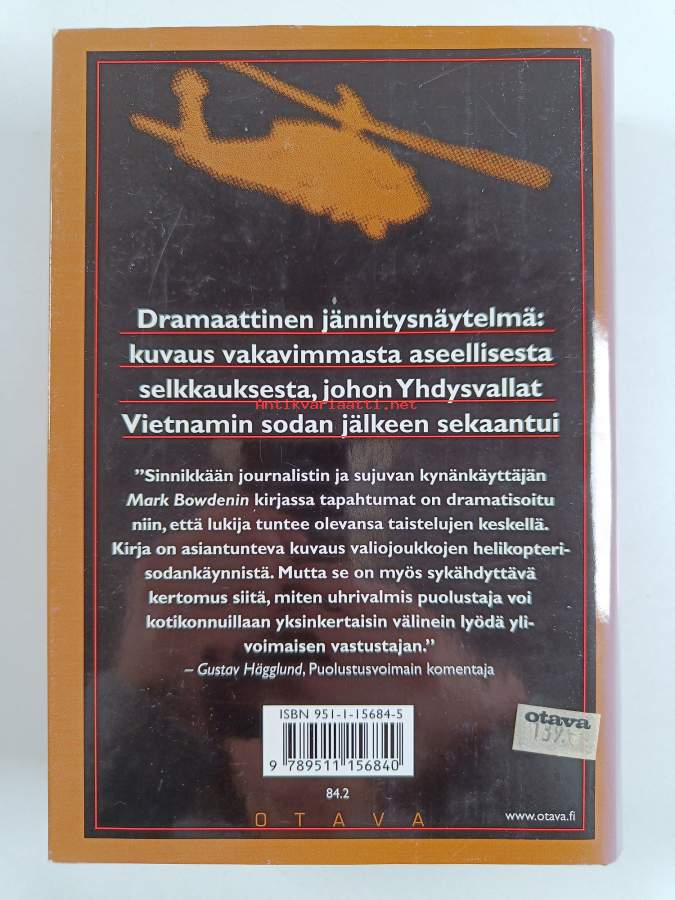 Dramaattinen jännitysnäytelmä:
kuvaus vakavimmasta aseellisesta
selkkauksesta, johon Yhdysvallat
Antikvariaatti.net
Vietnamin sodan jälkeen sekaantui
”Sinnikkään journalistin ja sujuvan kynänkäyttäjän
Mark Bowdenin kirjassa tapahtumat on dramatisoitu
niin, että lukija tuntee olevansa taistelujen keskellä.
Kirja on asiantunteva kuvaus valiojoukkojen helikopteri-
sodankäynnistä. Mutta se on myös sykähdyttävä
kertomus siitä, miten uhrivalmis puolustaja voi
kotikonnuillaan yksinkertaisin välinein lyödä yli-
voimaisen vastustajan.”
– Gustav Hägglund, Puolustusvoimain komentaja
ISBN 951-1-15684-5
9 789511 156840
84.2
OTAVA
otava
www.otava.fi